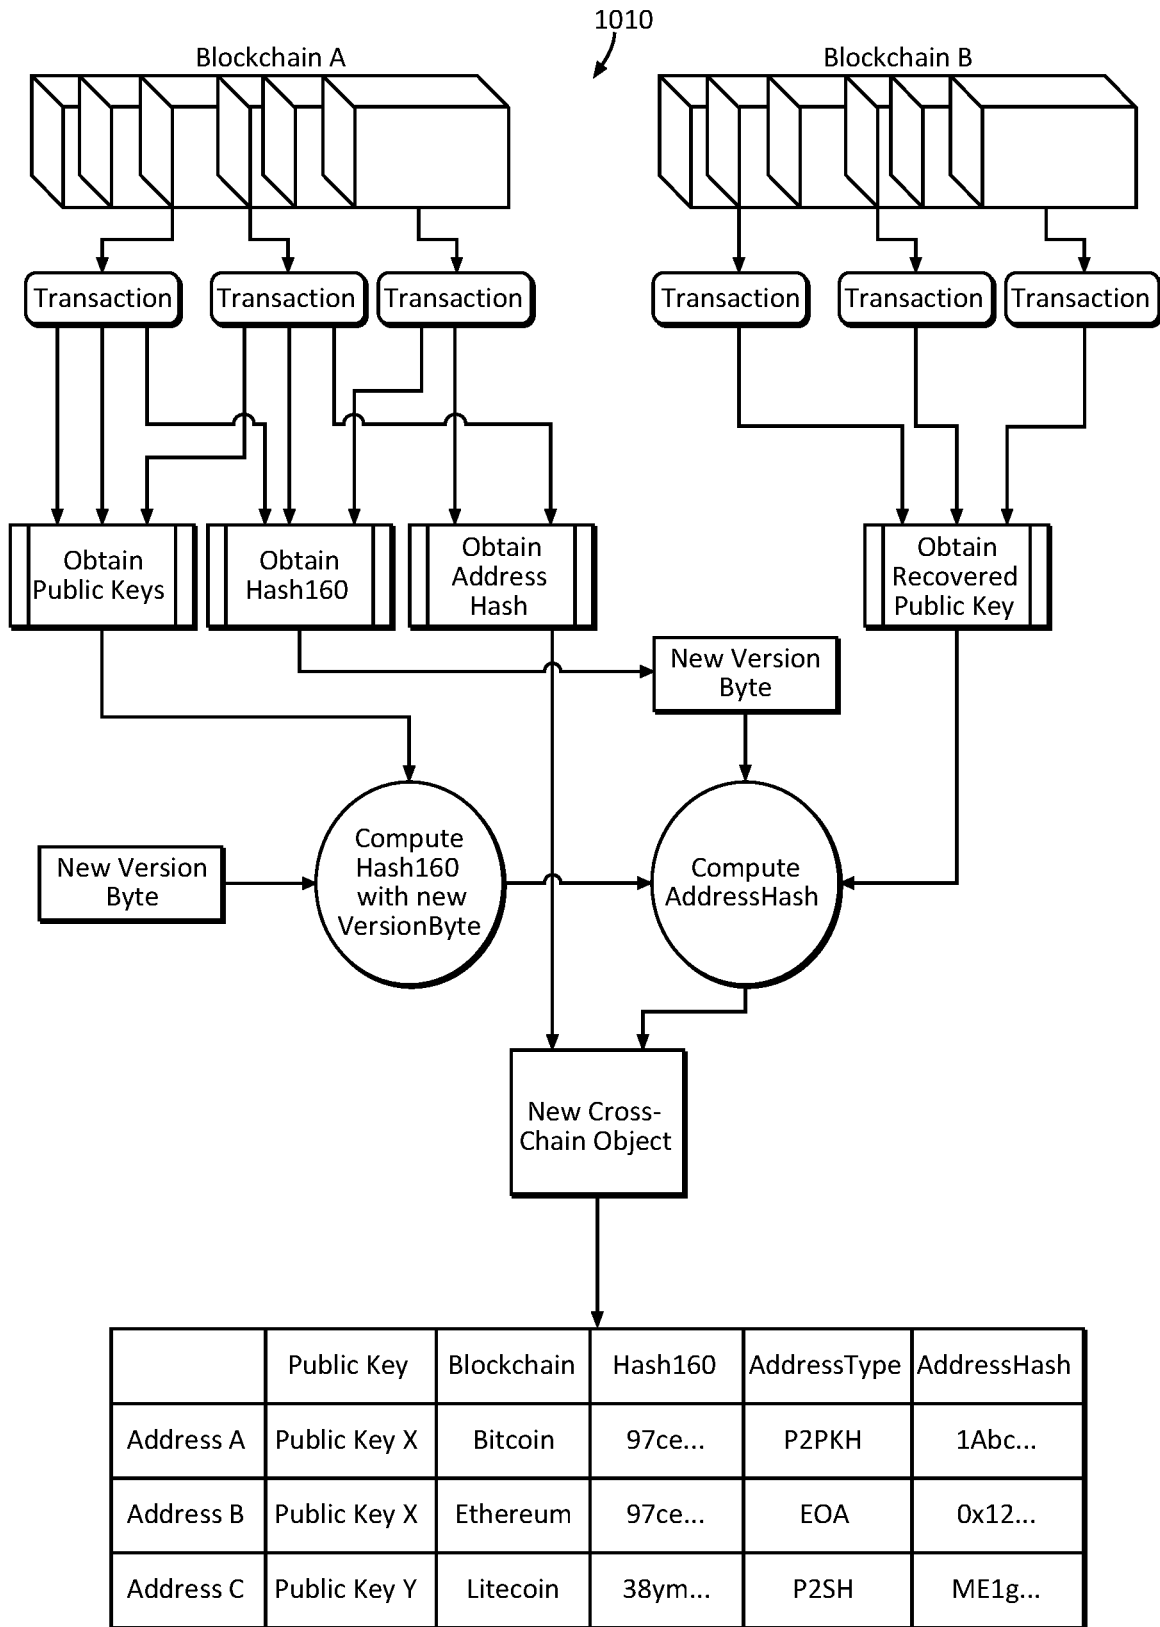 1010
Blockchain A
Blockchain B
Transaction
Transaction
Transaction
Transaction
Transaction
Transaction
Obtain
Public Keys
Obtain
Hash160
Obtain
Address
Hash
Obtain
Recovered
Public Key
New Version
Byte
New Version
Byte
Compute
Hash160
with new
VersionByte
Compute
AddressHash
New Cross-
Chain Object
Public Key Blockchain Hash160 AddressType AddressHash
Address A Public Key X Bitcoin 97ce... P2PKH 1Abc...
Address B Public Key X Ethereum 97ce... EOA 0x12...
Address C Public Key Y Litecoin 38ym... P2SH ME1g...